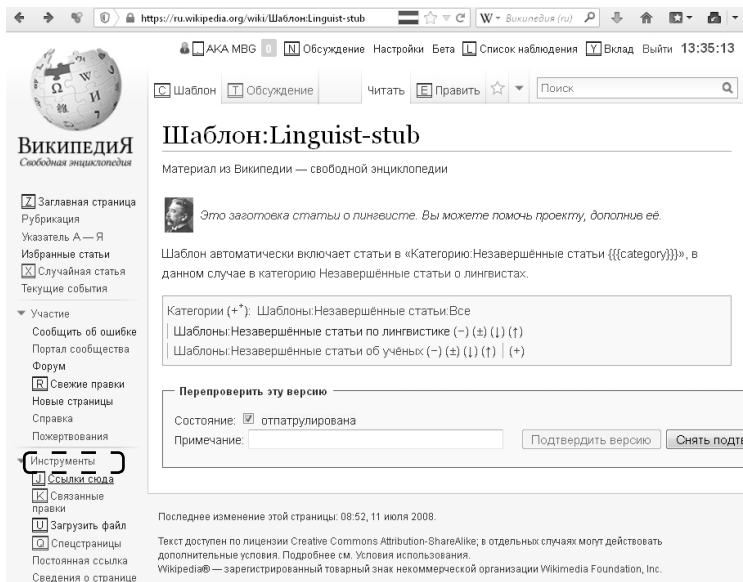 https://ru.wikipedia.org/wiki/Шаблон:Linguist-stub
W Википедия (ru)
AKA MBG 0 N Обсуждение Настройки Бета L Список наблюдения Y Вклад Выйти 13:35:13
C Шаблон T Обсуждение Читать E Править Поиск
Ω W И
ВикипедиЯ
Свободная энциклопедия
Шаблон:Linguist-stub
Материал из Википедии — свободной энциклопедии
Z Заглавная страница
Рубрикация
Указатель А — Я
Избранные статьи
X Случайная статья
Текущие события
Участие
Сообщить об ошибке
Портал сообщества
Форум
R Свежие правки
Новые страницы
Справка
Пожертвования
Инструменты
J Ссылки сюда
K Связанные
правки
U Загрузить файл
Q Спецстраницы
Постоянная ссылка
Сведения о странице
Это заготовка статьи о лингвисте. Вы можете помочь проекту, дополнив её.
Шаблон автоматически включает статьи в «Категорию:Незавершённые статьи {{{category}}}», в
данном случае в категорию Незавершённые статьи о лингвистах.
Категории (+⁺): Шаблоны:Незавершённые статьи:Все
Шаблоны:Незавершённые статьи по лингвистике (−) (±) (↓) (↑)
Шаблоны:Незавершённые статьи об учёных (−) (±) (↓) (↑) | (+)
Перепроверить эту версию
Состояние: отпатрулирована
Примечание: Подтвердить версию Снять подтв
Последнее изменение этой страницы: 08:52, 11 июля 2008.
Текст доступен по лицензии Creative Commons Attribution-ShareAlike; в отдельных случаях могут действовать
дополнительные условия. Подробнее см. Условия использования.
Wikipedia® — зарегистрированный товарный знак некоммерческой организации Wikimedia Foundation, Inc.